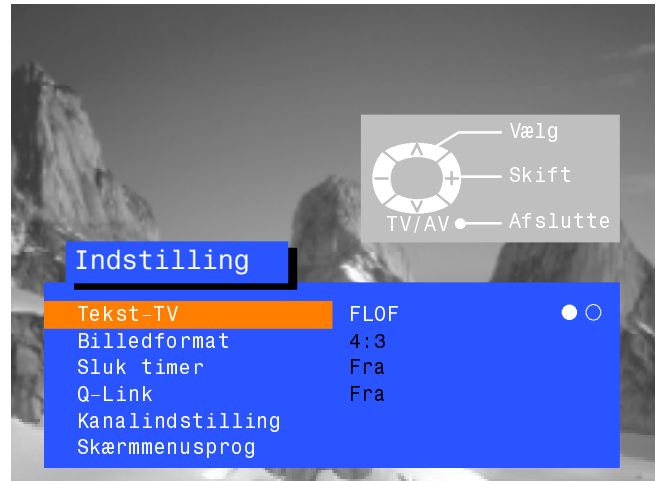 Vælg
Skift
TV/AV Afslutte
Indstilling
Tekst-TV FLOF
Billedformat 4:3
Sluk timer Fra
Q-Link Fra
Kanalindstilling
Skærmmenusprog